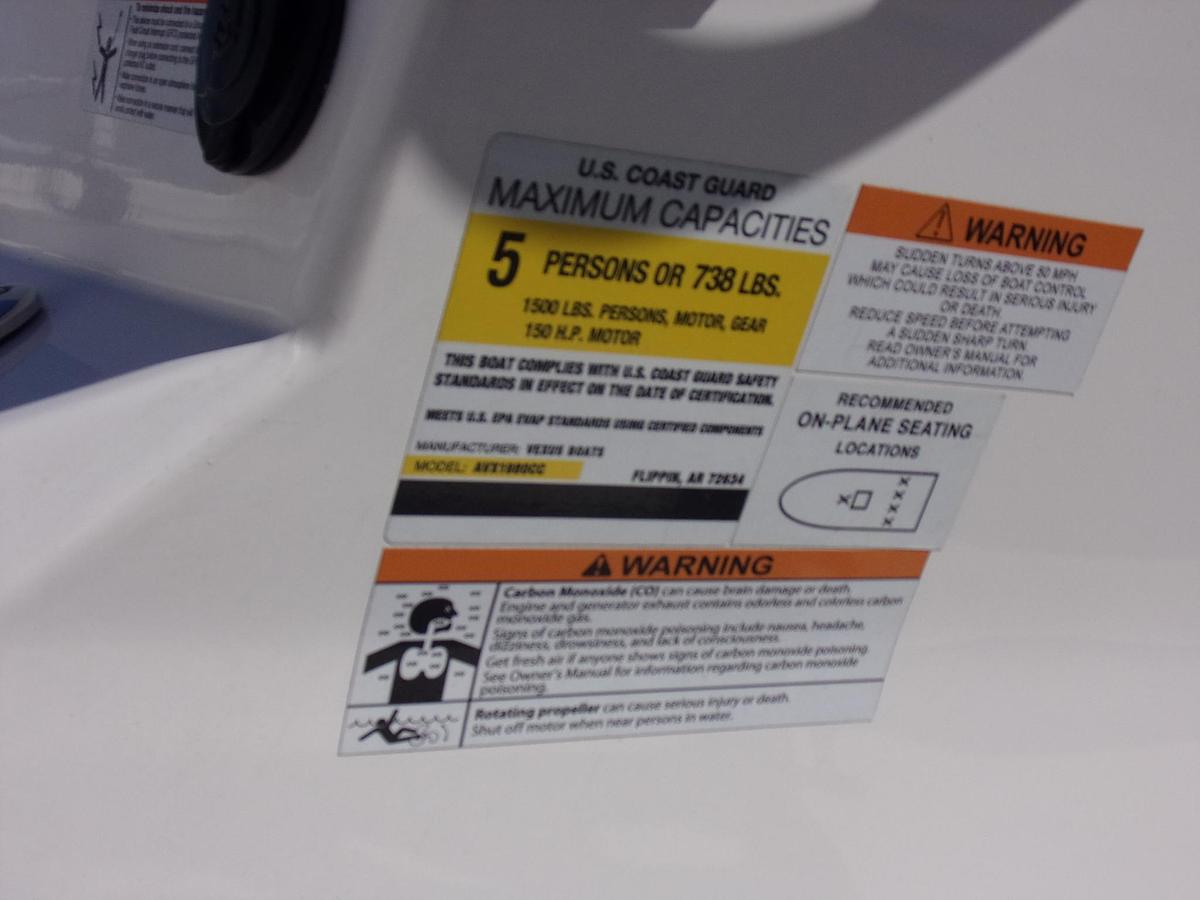 To minimize shock and fire hazard
U.S. COAST GUARD
MAXIMUM CAPACITIES
5 PERSONS OR 738 LBS.
1500 LBS. PERSONS, MOTOR, GEAR
150 H.P. MOTOR
THIS BOAT COMPLIES WITH U.S. COAST GUARD SAFETY
STANDARDS IN EFFECT ON THE DATE OF CERTIFICATION.
MEETS U.S. EPA EVAP STANDARDS USING CERTIFIED COMPONENTS
MANUFACTURER: VEXUS BOATS
MODEL: AVX1980CC
FLIPPIN, AR 72634
WARNING
SUDDEN TURNS ABOVE 50 MPH
MAY CAUSE LOSS OF BOAT CONTROL
WHICH COULD RESULT IN SERIOUS INJURY
OR DEATH.
REDUCE SPEED BEFORE ATTEMPTING
A SUDDEN SHARP TURN.
READ OWNER'S MANUAL FOR
ADDITIONAL INFORMATION.
RECOMMENDED
ON-PLANE SEATING
LOCATIONS
WARNING
Carbon Monoxide (CO) can cause brain damage or death.
Engine and generator exhaust contains odorless and colorless carbon
monoxide gas.
Signs of carbon monoxide poisoning include nausea, headache,
dizziness, drowsiness, and lack of consciousness.
Get fresh air if anyone shows signs of carbon monoxide poisoning.
See Owner's Manual for information regarding carbon monoxide
poisoning.
Rotating propeller can cause serious injury or death.
Shut off motor when near persons in water.